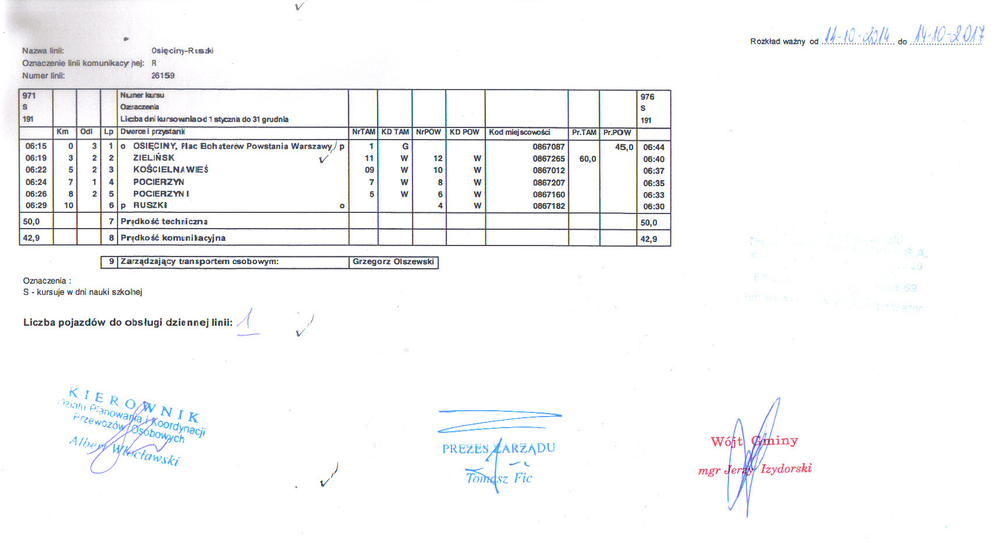 Rozkład ważny od 14-10-2014 do 14-10-2017
Nazwa linii: Osięciny-Ruszki
Oznaczenie linii komunikacyjnej: R
Numer linii: 26159
971 Numer kursu 976
S Oznaczenia S
191 Liczba dni kursownia od 1 stycznia do 31 grudnia 191
Km Odl Lp Dworce i przystanki NrTAM KD TAM NrPOW KD POW Kod miejscowości Pr.TAM Pr.POW
06:15 0 3 1 o OSIĘCINY, Plac Bohaterów Powstania Warszawy p 1 G 0867087 45,0 06:44
06:19 3 2 2 ZIELIŃSK 11 W 12 W 0867265 60,0 06:40
06:22 5 2 3 KOŚCIELNA WIEŚ 09 W 10 W 0867012 06:37
06:24 7 1 4 POCIERZYN 7 W 8 W 0867207 06:35
06:26 8 2 5 POCIERZYN I 5 W 6 W 0867160 06:33
06:29 10 6 p RUSZKI o 4 W 0867182 06:30
50,0 7 Prędkość techniczna 50,0
42,9 8 Prędkość komunikacyjna 42,9
9 Zarządzający transportem osobowym: Grzegorz Olszewski
Oznaczenia :
S - kursuje w dni nauki szkolnej
Liczba pojazdów do obsługi dziennej linii: 1
KIEROWNIK
Działu Planowania i Koordynacji
Przewozów Osobowych
Albert Włocławski
PREZES ZARZĄDU
Tomasz Fic
Wójt Gminy
mgr Jerzy Izydorski